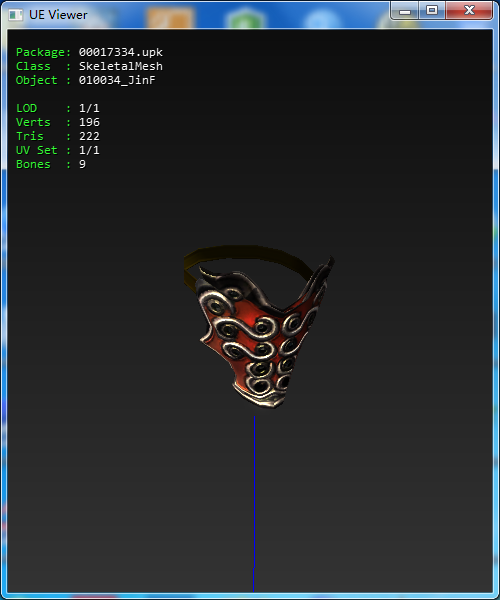 UE Viewer
Package: 00017334.upk
Class : SkeletalMesh
Object : 010034_JinF
LOD : 1/1
Verts : 196
Tris : 222
UV Set : 1/1
Bones : 9